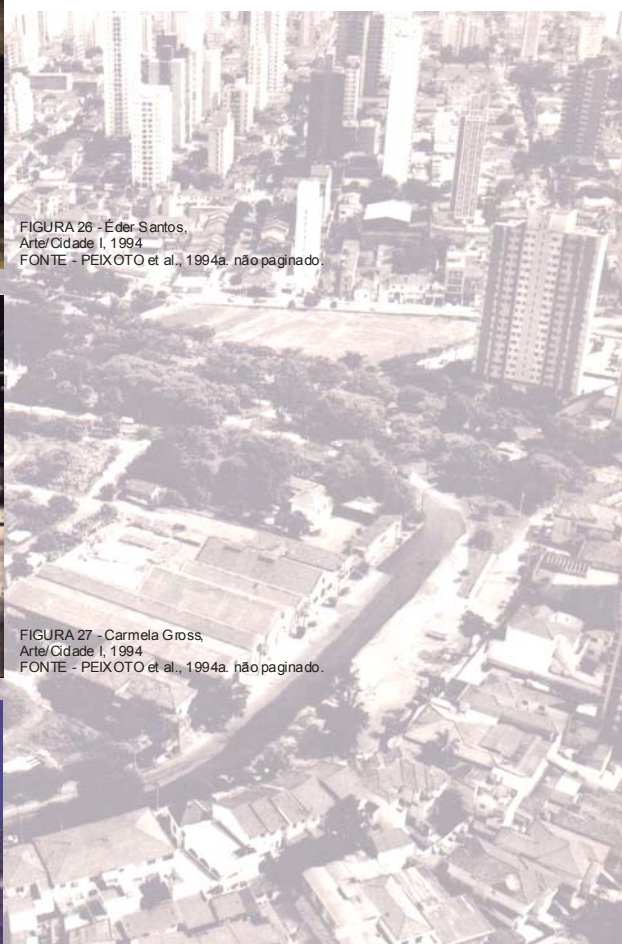 FIGURA 26 - Éder Santos,
Arte/Cidade I, 1994
FONTE - PEIXOTO et al., 1994a. não paginado.
FIGURA 27 - Carmela Gross,
Arte/Cidade I, 1994
FONTE - PEIXOTO et al., 1994a. não paginado.